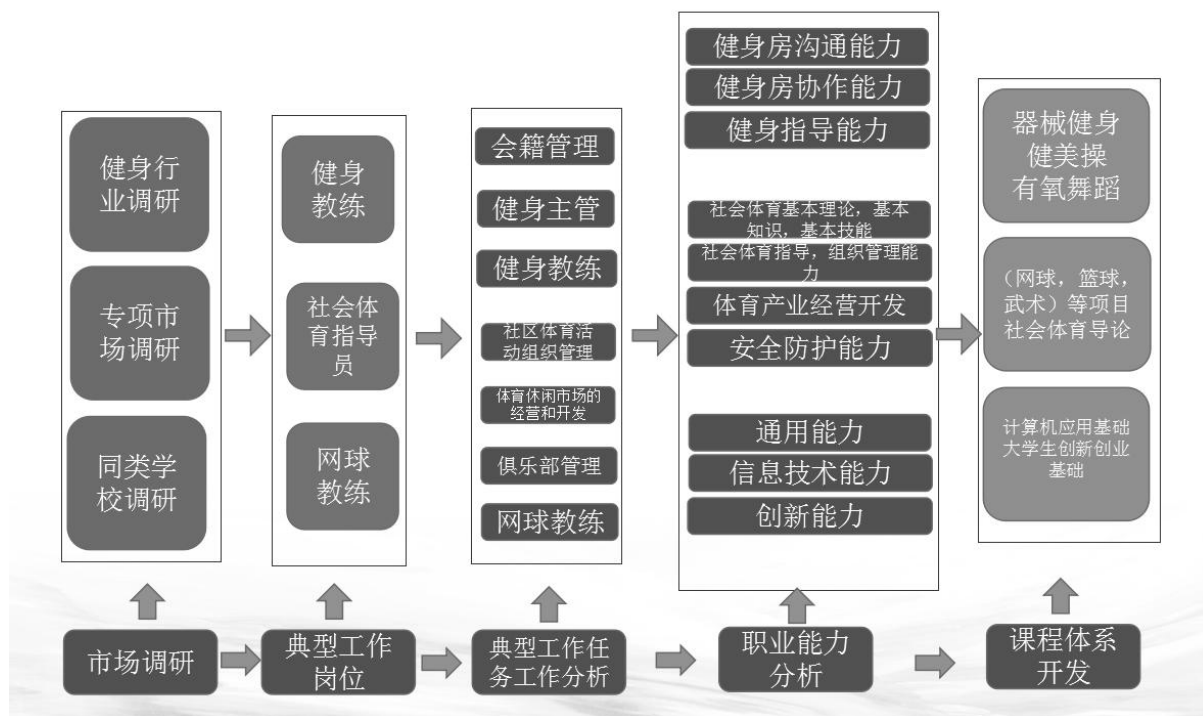 健身行
业调研
专项市
场调研
同类学
校调研
市场调研
健身
教练
社会体
育指导
员
网球
教练
典型工作
岗位
会籍管理
健身主管
健身教练
社区体育活
动组织管理
体育休闲市场的
经营和开发
俱乐部管理
网球教练
典型工作任
务工作分析
健身房沟通能力
健身房协作能力
健身指导能力
社会体育基本理论，基本
知识，基本技能
社会体育指导，组织管理能
力
体育产业经营开发
安全防护能力
通用能力
信息技术能力
创新能力
职业能力
分析
器械健身
健美操
有氧舞蹈
（网球，篮球，
武术）等项目
社会体育导论
计算机应用基础
大学生创新创业
基础
课程体系
开发